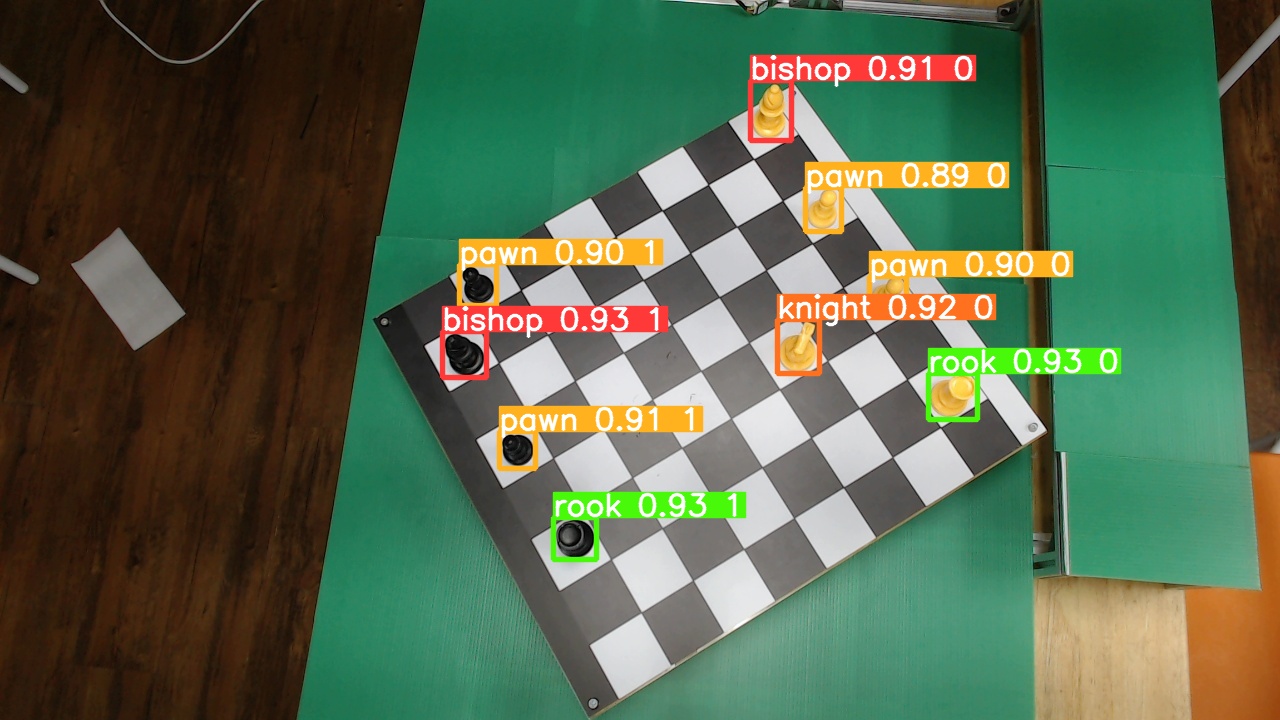 bishop 0.91 0
pawn 0.89 0
pawn 0.90 1
pawn 0.90 0
knight 0.92 0
bishop 0.93 1
rook 0.93 0
pawn 0.91 1
rook 0.93 1